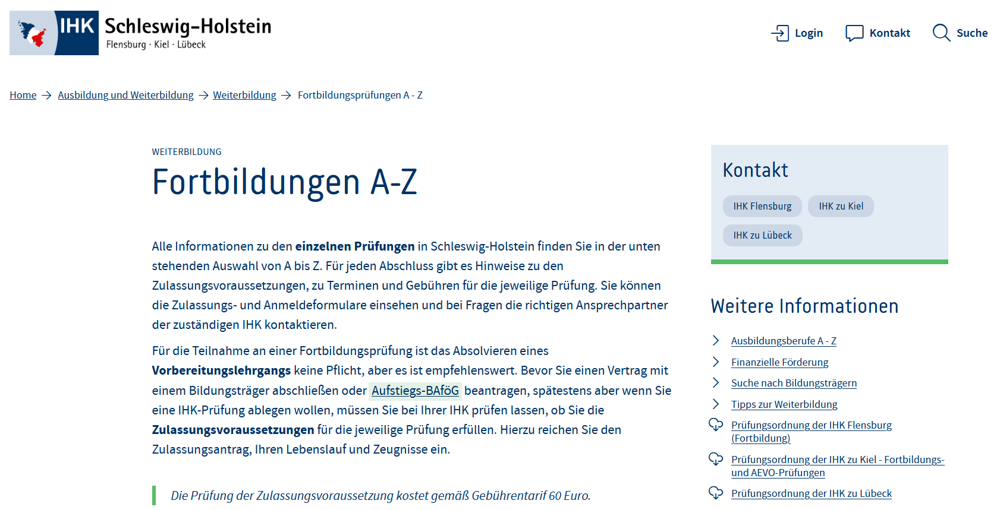 IHK Schleswig-Holstein
Flensburg · Kiel · Lübeck
Login
Kontakt
Suche
Home
Ausbildung und Weiterbildung
Weiterbildung
Fortbildungsprüfungen A - Z
WEITERBILDUNG
Fortbildungen A-Z
Alle Informationen zu den einzelnen Prüfungen in Schleswig-Holstein finden Sie in der unten
stehenden Auswahl von A bis Z. Für jeden Abschluss gibt es Hinweise zu den
Zulassungsvoraussetzungen, zu Terminen und Gebühren für die jeweilige Prüfung. Sie können
die Zulassungs- und Anmeldeformulare einsehen und bei Fragen die richtigen Ansprechpartner
der zuständigen IHK kontaktieren.
Für die Teilnahme an einer Fortbildungsprüfung ist das Absolvieren eines
Vorbereitungslehrgangs keine Pflicht, aber es ist empfehlenswert. Bevor Sie einen Vertrag mit
einem Bildungsträger abschließen oder Aufstiegs-BAföG beantragen, spätestens aber wenn Sie
eine IHK-Prüfung ablegen wollen, müssen Sie bei Ihrer IHK prüfen lassen, ob Sie die
Zulassungsvoraussetzungen für die jeweilige Prüfung erfüllen. Hierzu reichen Sie den
Zulassungsantrag, Ihren Lebenslauf und Zeugnisse ein.
Die Prüfung der Zulassungsvoraussetzung kostet gemäß Gebührentarif 60 Euro.
Kontakt
IHK Flensburg
IHK zu Kiel
IHK zu Lübeck
Weitere Informationen
Ausbildungsberufe A - Z
Finanzielle Förderung
Suche nach Bildungsträgern
Tipps zur Weiterbildung
Prüfungsordnung der IHK Flensburg
(Fortbildung)
Prüfungsordnung der IHK zu Kiel - Fortbildungs-
und AEVO-Prüfungen
Prüfungsordnung der IHK zu Lübeck